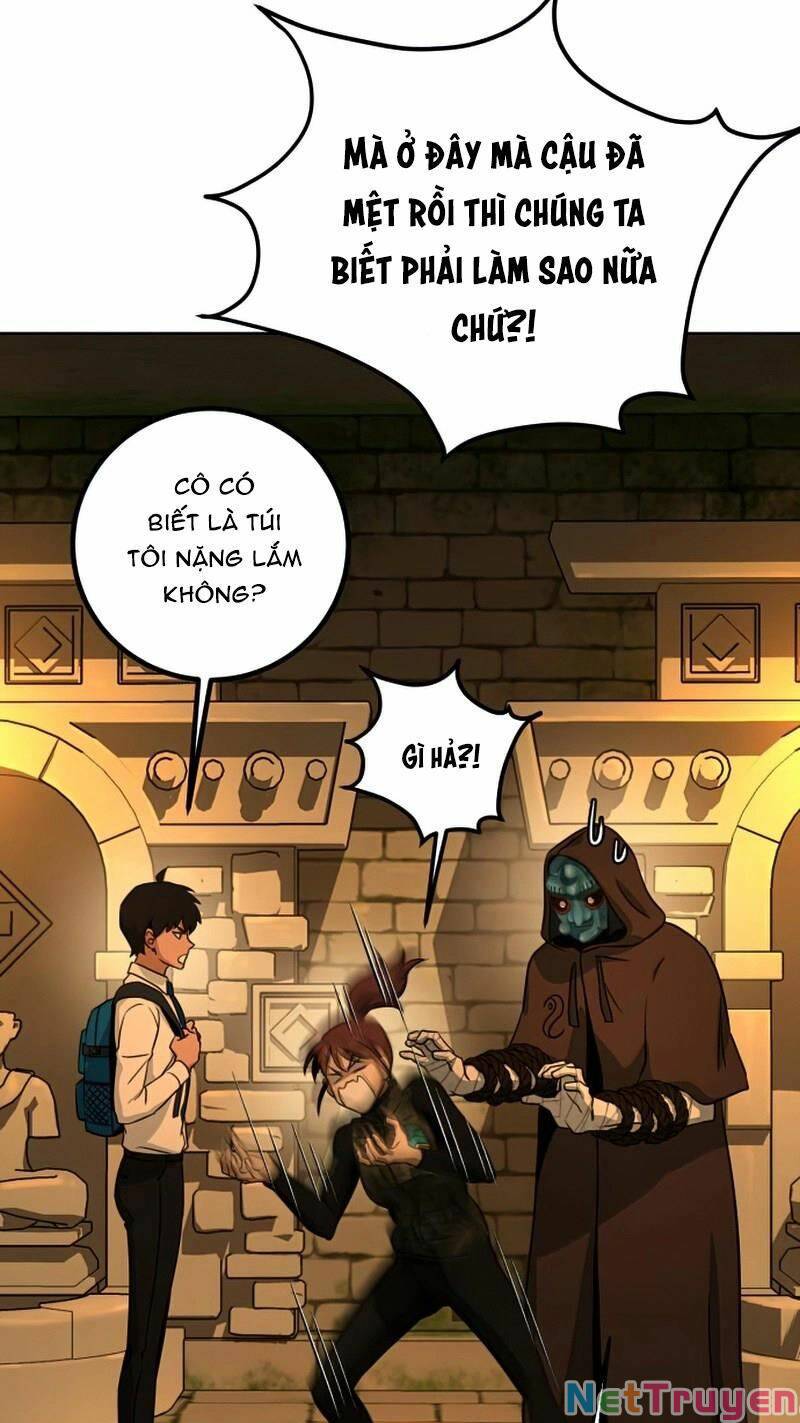 MÀ Ở ĐÂY MÀ CẬU ĐÃ
MỆT RỒI THÌ CHÚNG TA
BIẾT PHẢI LÀM SAO NỮA
CHỨ?!
CÔ CÓ
BIẾT LÀ TÚI
TÔI NẶNG LẮM
KHÔNG?
GÌ HẢ?!
NETTRUYEN